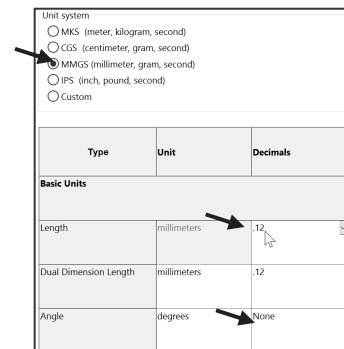 Unit system
MKS (meter, kilogram, second)
CGS (centimeter, gram, second)
MMGS (millimeter, gram, second)
IPS (inch, pound, second)
Custom
Type Unit Decimals
Basic Units
Length millimeters .12
Dual Dimension Length millimeters .12
Angle degrees None